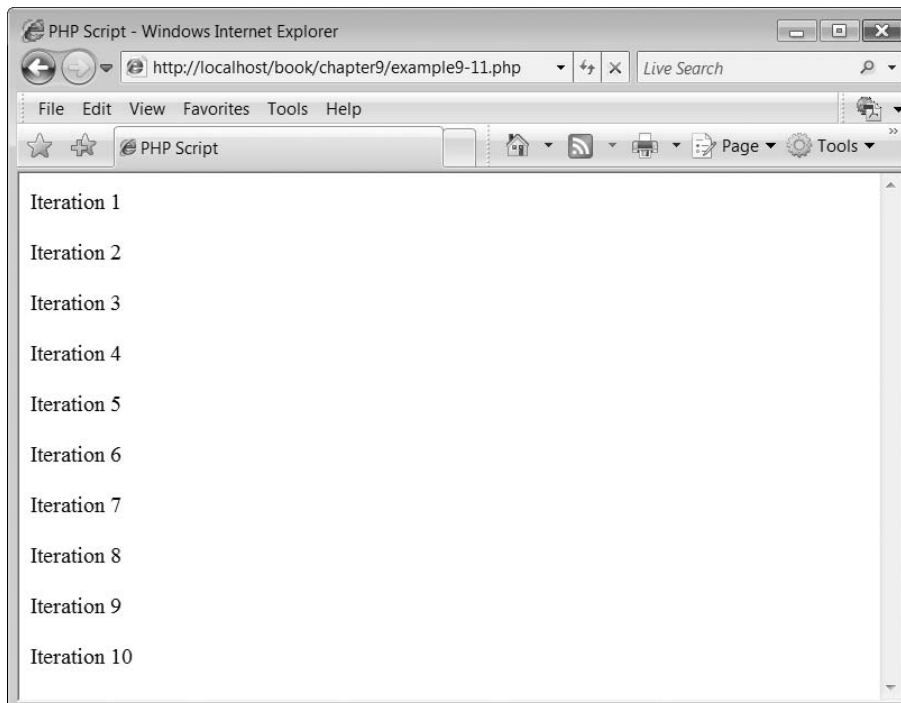 PHP Script - Windows Internet Explorer
http://localhost/book/chapter9/example9-11.php
Live Search
File Edit View Favorites Tools Help
PHP Script
Page
Tools
Iteration 1
Iteration 2
Iteration 3
Iteration 4
Iteration 5
Iteration 6
Iteration 7
Iteration 8
Iteration 9
Iteration 10